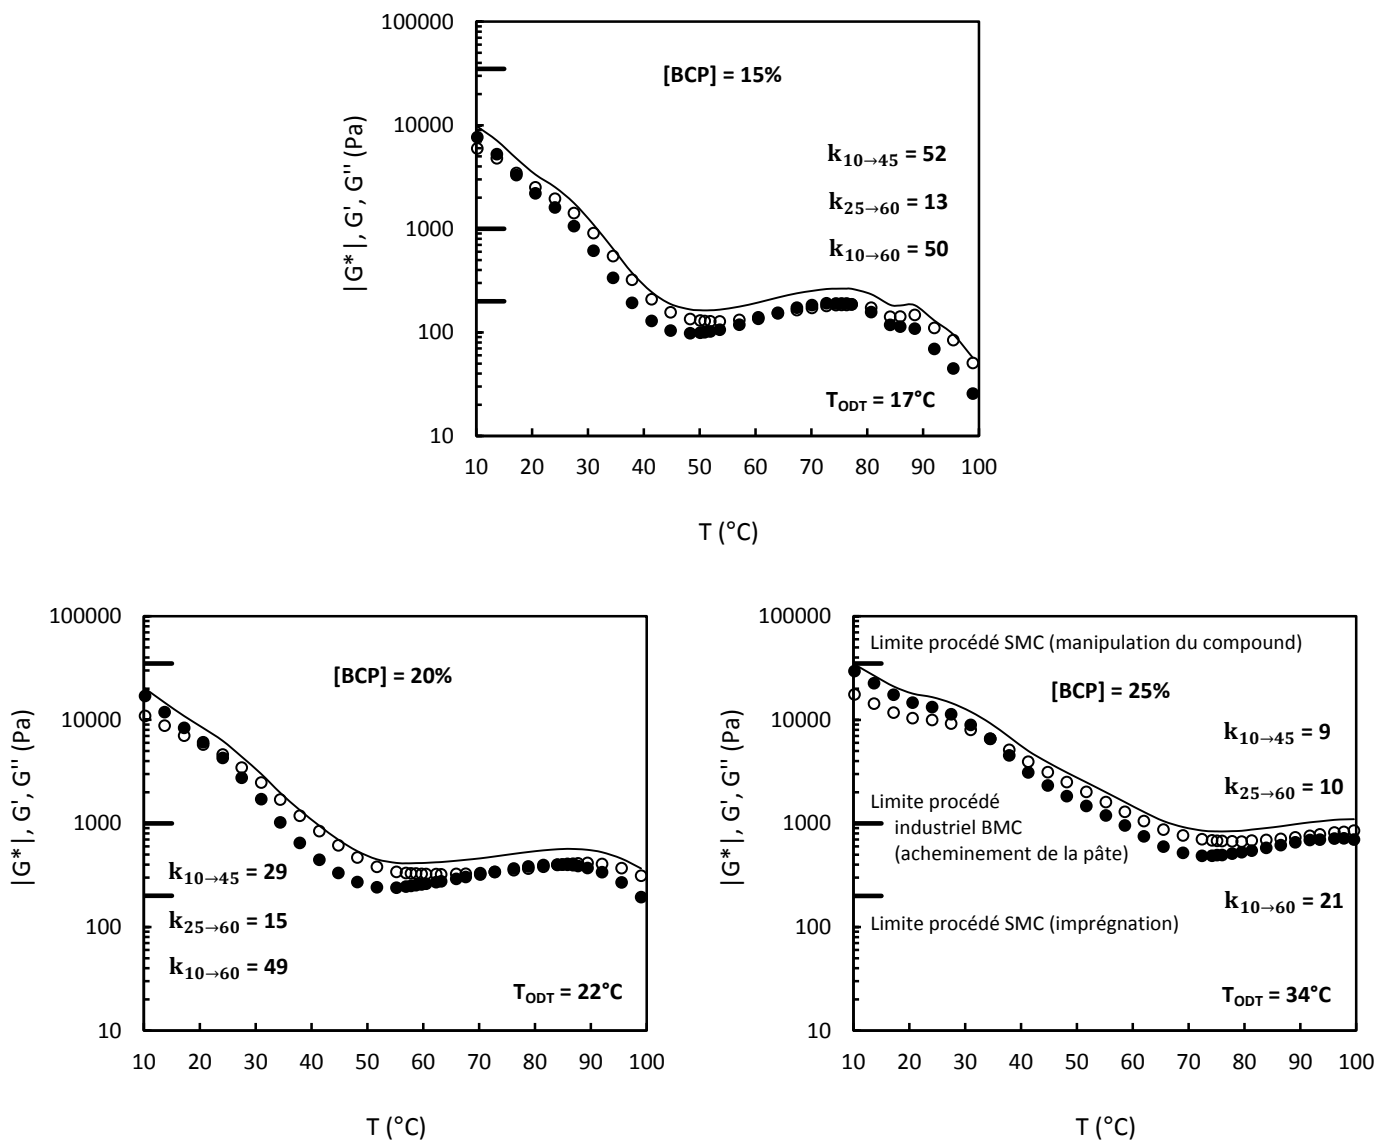 100000
10000
1000
100
10
|G*|, G', G'' (Pa)
[BCP] = 15%
k10→45 = 52
k25→60 = 13
k10→60 = 50
TODT = 17°C
10 20 30 40 50 60 70 80 90 100
T (°C)
100000
10000
1000
100
10
|G*|, G', G'' (Pa)
[BCP] = 20%
k10→45 = 29
k25→60 = 15
k10→60 = 49
TODT = 22°C
10 20 30 40 50 60 70 80 90 100
T (°C)
100000
10000
1000
100
10
|G*|, G', G'' (Pa)
Limite procédé SMC (manipulation du compound)
[BCP] = 25%
k10→45 = 9
k25→60 = 10
Limite procédé
industriel BMC
(acheminement de la pâte)
k10→60 = 21
Limite procédé SMC (imprégnation)
TODT = 34°C
10 20 30 40 50 60 70 80 90 100
T (°C)